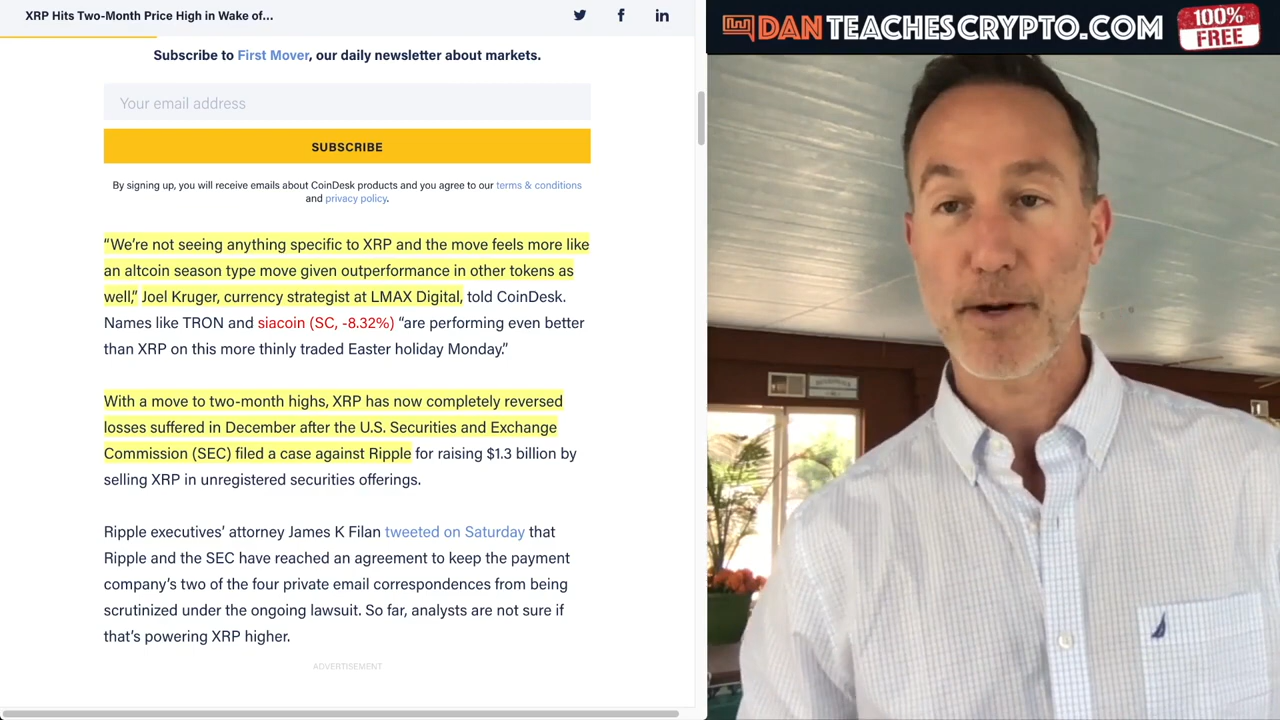 XRP Hits Two-Month Price High in Wake of...
DANTEACHESCRYPTO.COM
100%
FREE
Subscribe to First Mover, our daily newsletter about markets.
Your email address
SUBSCRIBE
By signing up, you will receive emails about CoinDesk products and you agree to our terms & conditions
and privacy policy.
“We’re not seeing anything specific to XRP and the move feels more like
an altcoin season type move given outperformance in other tokens as
well,” Joel Kruger, currency strategist at LMAX Digital, told CoinDesk.
Names like TRON and siacoin (SC, -8.32%) “are performing even better
than XRP on this more thinly traded Easter holiday Monday.”
With a move to two-month highs, XRP has now completely reversed
losses suffered in December after the U.S. Securities and Exchange
Commission (SEC) filed a case against Ripple for raising $1.3 billion by
selling XRP in unregistered securities offerings.
Ripple executives’ attorney James K Filan tweeted on Saturday that
Ripple and the SEC have reached an agreement to keep the payment
company’s two of the four private email correspondences from being
scrutinized under the ongoing lawsuit. So far, analysts are not sure if
that’s powering XRP higher.
ADVERTISEMENT